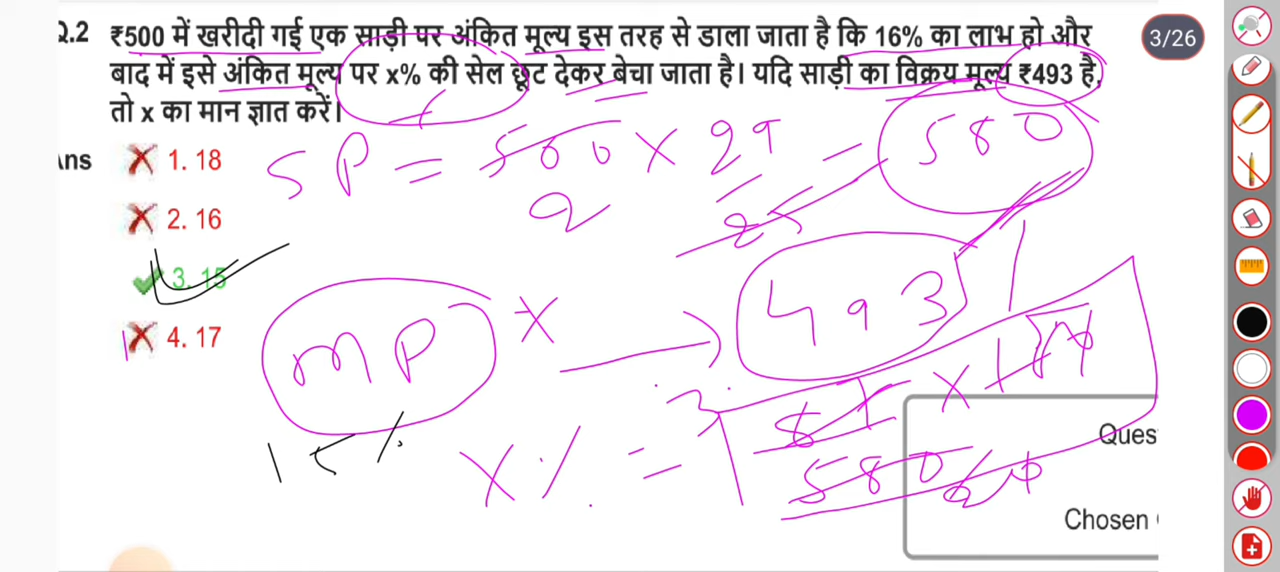 Q.2 ₹500 में खरीदी गई एक साड़ी पर अंकित मूल्य इस तरह से डाला जाता है कि 16% का लाभ हो और
बाद में इसे अंकित मूल्य पर x% की सेल छूट देकर बेचा जाता है। यदि साड़ी का विक्रय मूल्य ₹493 है,
तो x का मान ज्ञात करें।
3/26
Ans 1. 18
2. 16
3. 15
4. 17
SP = 500 x 29 = 580
25
MP x 493
x% = 87 x
580
15%
Ques
Chosen